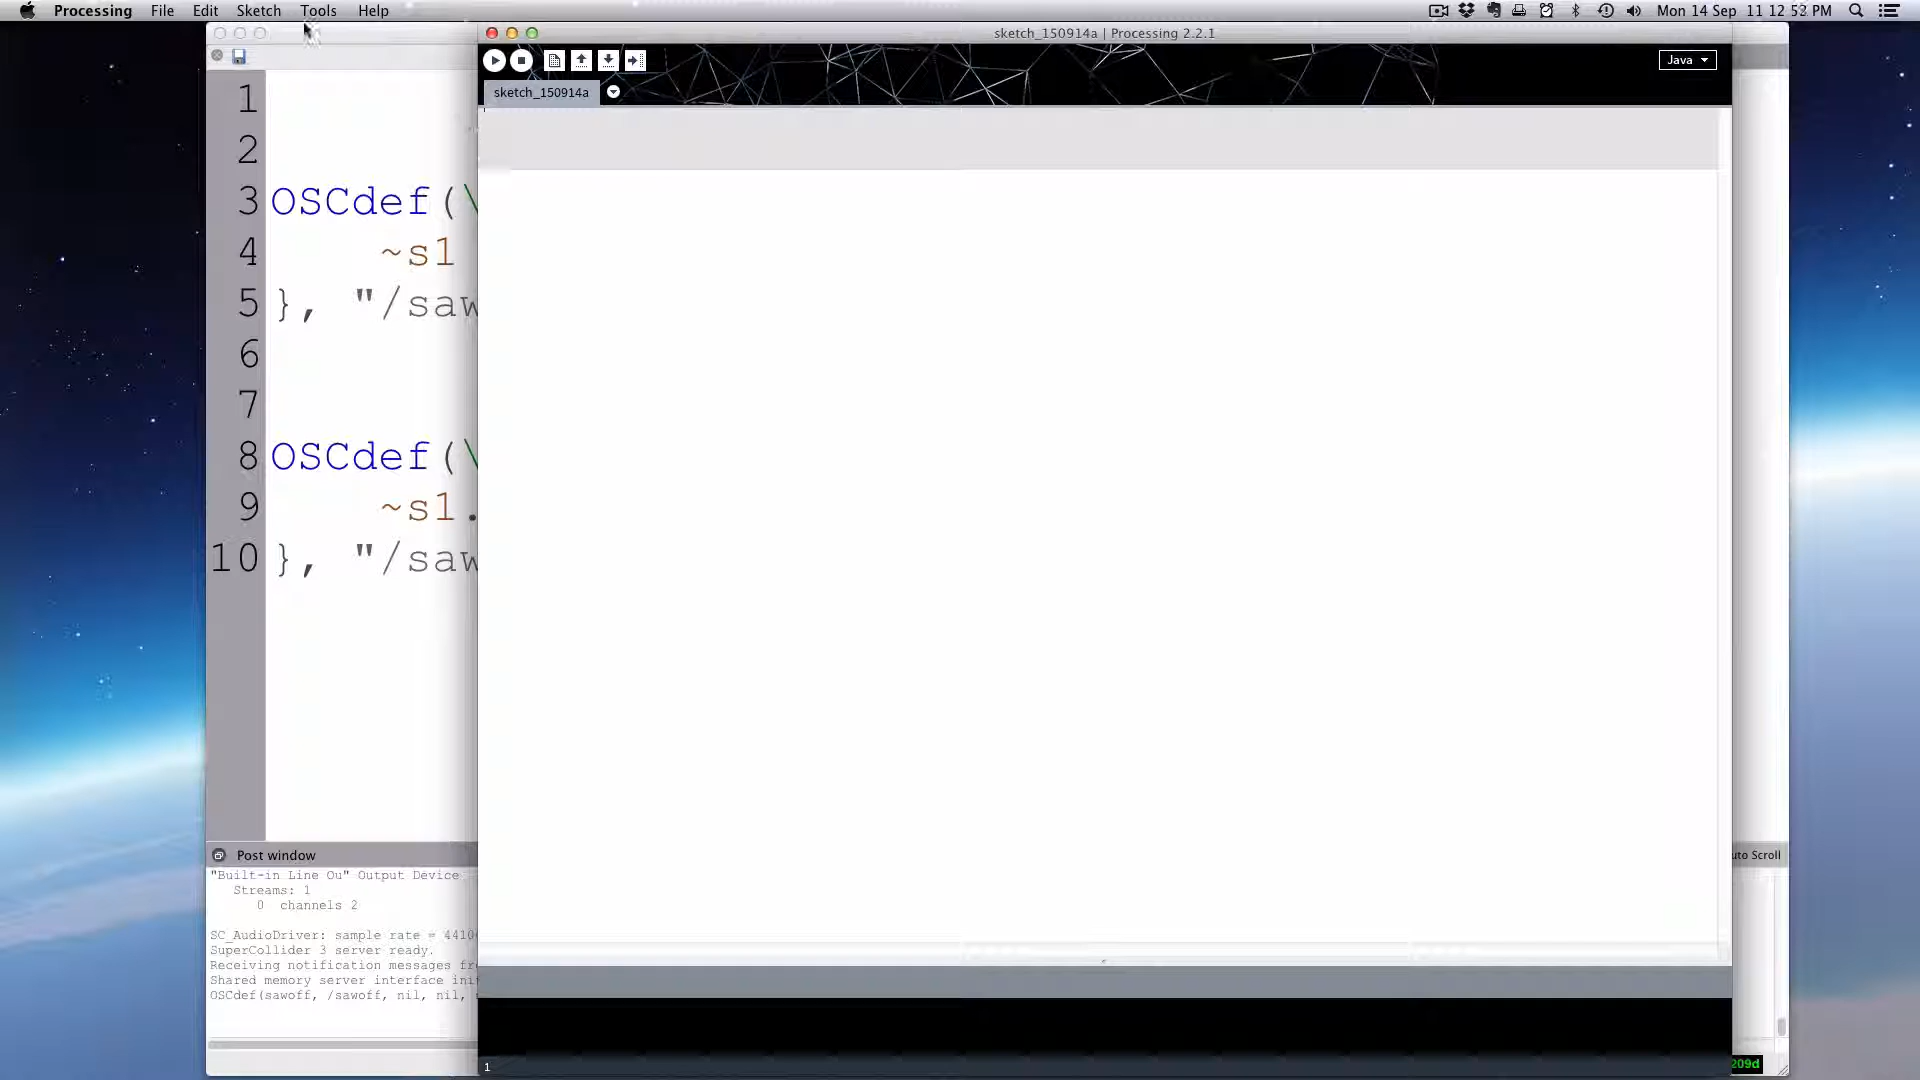 Processing File Edit Sketch Tools Help Mon 14 Sep 11 12 52 PM
sketch_150914a | Processing 2.2.1
Java
sketch_150914a
1
2
3 OSCdef(\
4 ~s1
5 }, "/saw
6
7
8 OSCdef(\
9 ~s1.
10 }, "/saw
Post window
uto Scroll
"Built-in Line Ou" Output Device
Streams: 1
0 channels 2
SC_AudioDriver: sample rate = 4410
SuperCollider 3 server ready.
Receiving notification messages fr
Shared memory server interface ini
OSCdef(sawoff, /sawoff, nil, nil,
1
209d